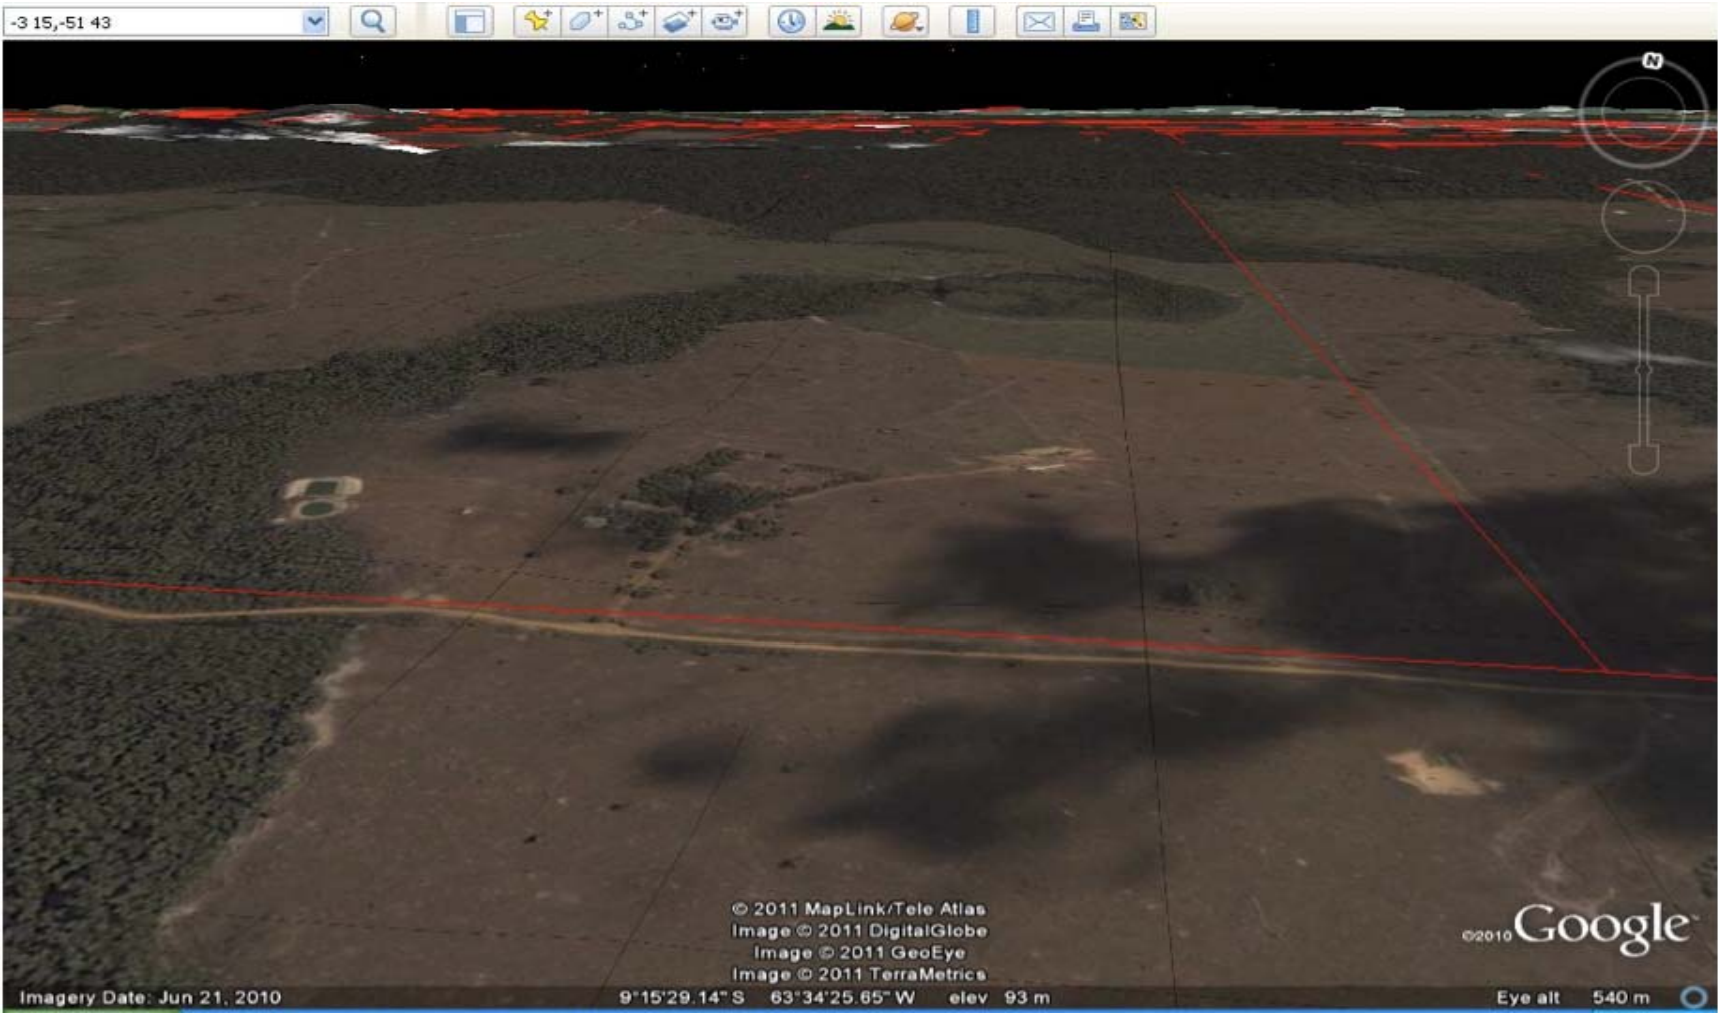 -3 15,-51 43
N
© 2011 MapLink/Tele Atlas
Image © 2011 DigitalGlobe
Image © 2011 GeoEye
Image © 2011 TerraMetrics
©2010 Google™
Imagery Date: Jun 21, 2010 9°15'29.14" S 63°34'25.65" W elev 93 m Eye alt 540 m